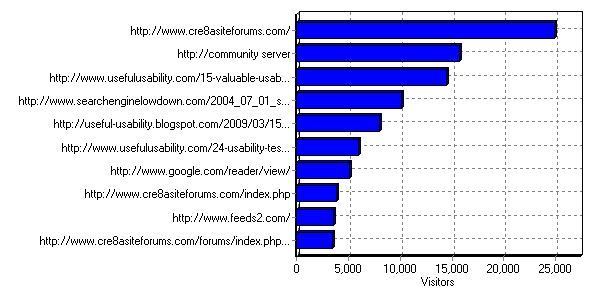 http://www.cre8asiteforums.com/
http://community server
http://www.usefulusability.com/15-valuable-usab...
http://www.searchenginelowdown.com/2004_07_01_s...
http://useful-usability.blogspot.com/2009/03/15...
http://www.usefulusability.com/24-usability-tes...
http://www.google.com/reader/view/
http://www.cre8asiteforums.com/index.php
http://www.feeds2.com/
http://www.cre8asiteforums.com/forums/index.php...
0 5,000 10,000 15,000 20,000 25,000
Visitors